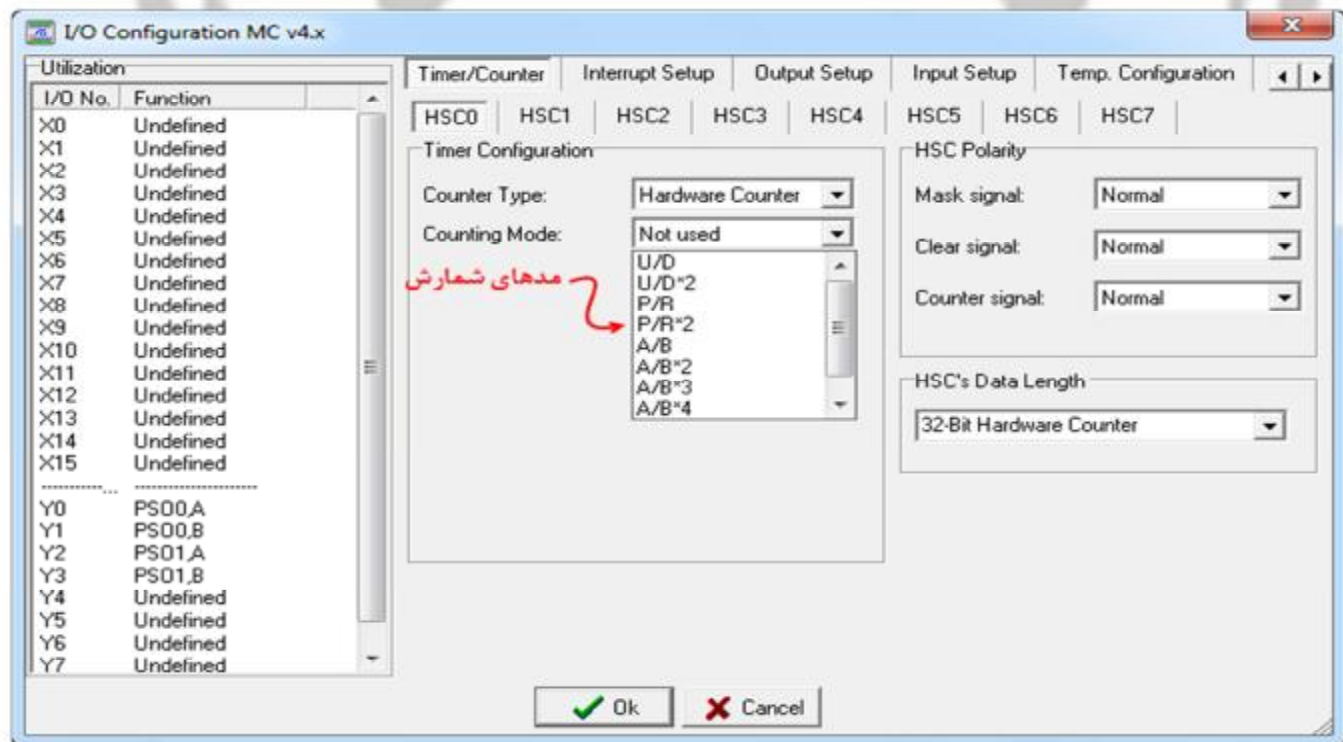 I/O Configuration MC v4.x
Utilization
I/O No. Function
X0 Undefined
X1 Undefined
X2 Undefined
X3 Undefined
X4 Undefined
X5 Undefined
X6 Undefined
X7 Undefined
X8 Undefined
X9 Undefined
X10 Undefined
X11 Undefined
X12 Undefined
X13 Undefined
X14 Undefined
X15 Undefined
-----------... ----------------------
Y0 PSO0,A
Y1 PSO0,B
Y2 PSO1,A
Y3 PSO1,B
Y4 Undefined
Y5 Undefined
Y6 Undefined
Y7 Undefined
Timer/Counter Interrupt Setup Output Setup Input Setup Temp. Configuration
HSC0 HSC1 HSC2 HSC3 HSC4 HSC5 HSC6 HSC7
Timer Configuration
Counter Type: Hardware Counter
Counting Mode: Not used
U/D
U/D*2
P/R
P/R*2
A/B
A/B*2
A/B*3
A/B*4
مدهای شمارش
HSC Polarity
Mask signal: Normal
Clear signal: Normal
Counter signal: Normal
HSC's Data Length
32-Bit Hardware Counter
Ok Cancel